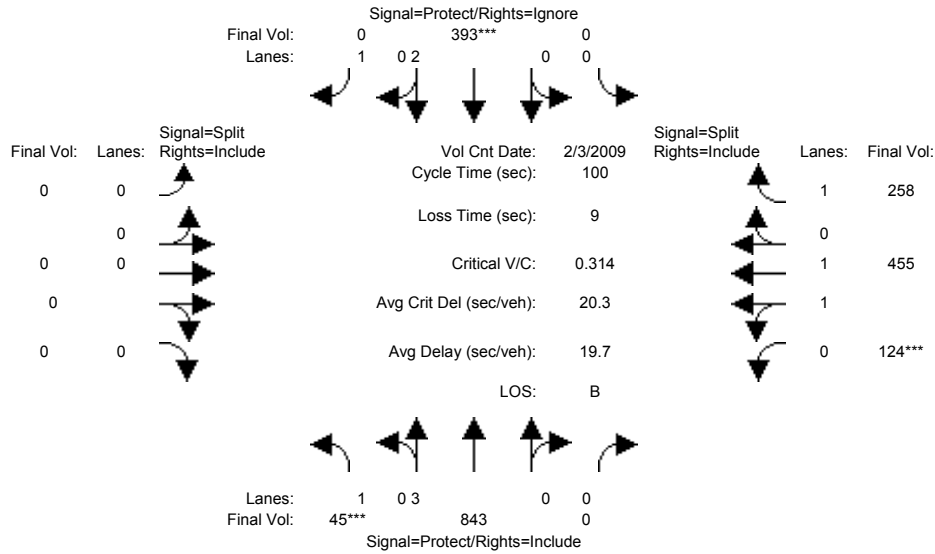 Signal=Protect/Rights=Ignore
Final Vol: 0 393*** 0
Lanes: 1 0 2 0 0
Signal=Split
Final Vol: Lanes: Rights=Include
Vol Cnt Date: 2/3/2009
Signal=Split
Rights=Include Lanes: Final Vol:
Cycle Time (sec): 100
0 0
1 258
Loss Time (sec): 9
0
0
0 0
Critical V/C: 0.314
1 455
0
Avg Crit Del (sec/veh): 20.3
1
0 0
Avg Delay (sec/veh): 19.7
0 124***
LOS: B
Lanes: 1 0 3 0 0
Final Vol: 45*** 843 0
Signal=Protect/Rights=Include